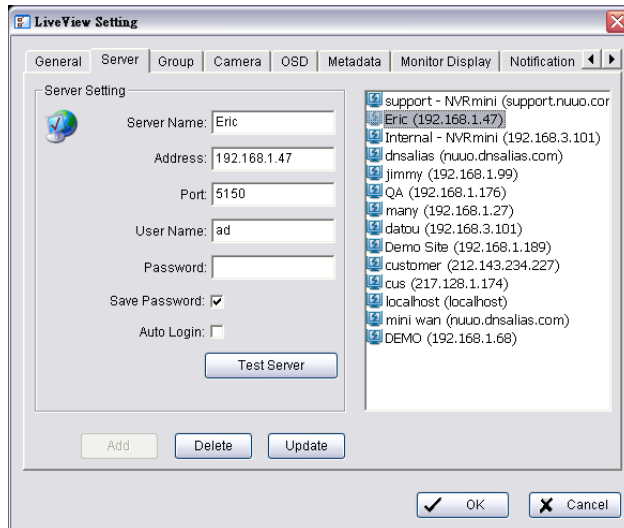 LiveView Setting
General Server Group Camera OSD Metadata Monitor Display Notification
Server Setting
Server Name: Eric
Address: 192.168.1.47
Port: 5150
User Name: ad
Password:
Save Password:
Auto Login:
Test Server
Add Delete Update
support - NVRmini (support.nuuo.cor
Eric (192.168.1.47)
Internal - NVRmini (192.168.3.101)
dnsalias (nuuo.dnsalias.com)
jimmy (192.168.1.99)
QA (192.168.1.176)
many (192.168.1.27)
datou (192.168.3.101)
Demo Site (192.168.1.189)
customer (212.143.234.227)
cus (217.128.1.174)
localhost (localhost)
mini wan (nuuo.dnsalias.com)
DEMO (192.168.1.68)
OK Cancel